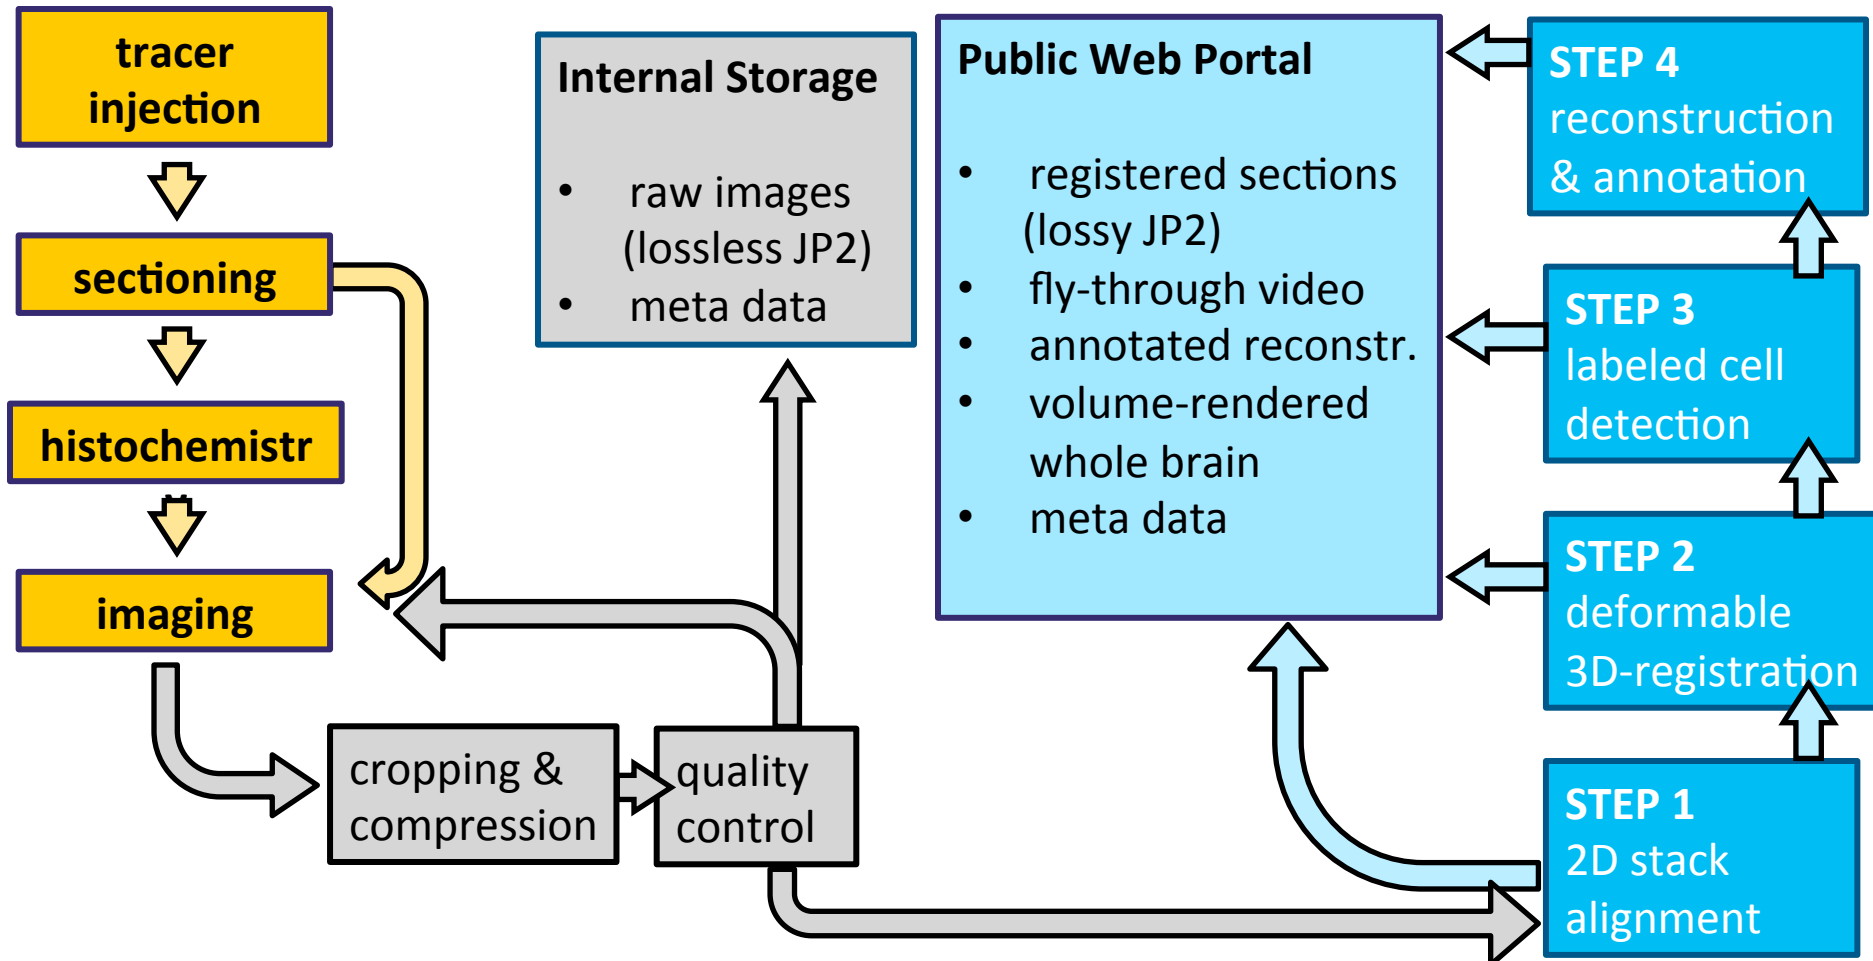 tracer
injection
sectioning
histochemistr
imaging
Internal Storage
• raw images
(lossless JP2)
• meta data
cropping &
compression
quality
control
Public Web Portal
• registered sections
(lossy JP2)
• fly-through video
• annotated reconstr.
• volume-rendered
whole brain
• meta data
STEP 4
reconstruction
& annotation
STEP 3
labeled cell
detection
STEP 2
deformable
3D-registration
STEP 1
2D stack
alignment